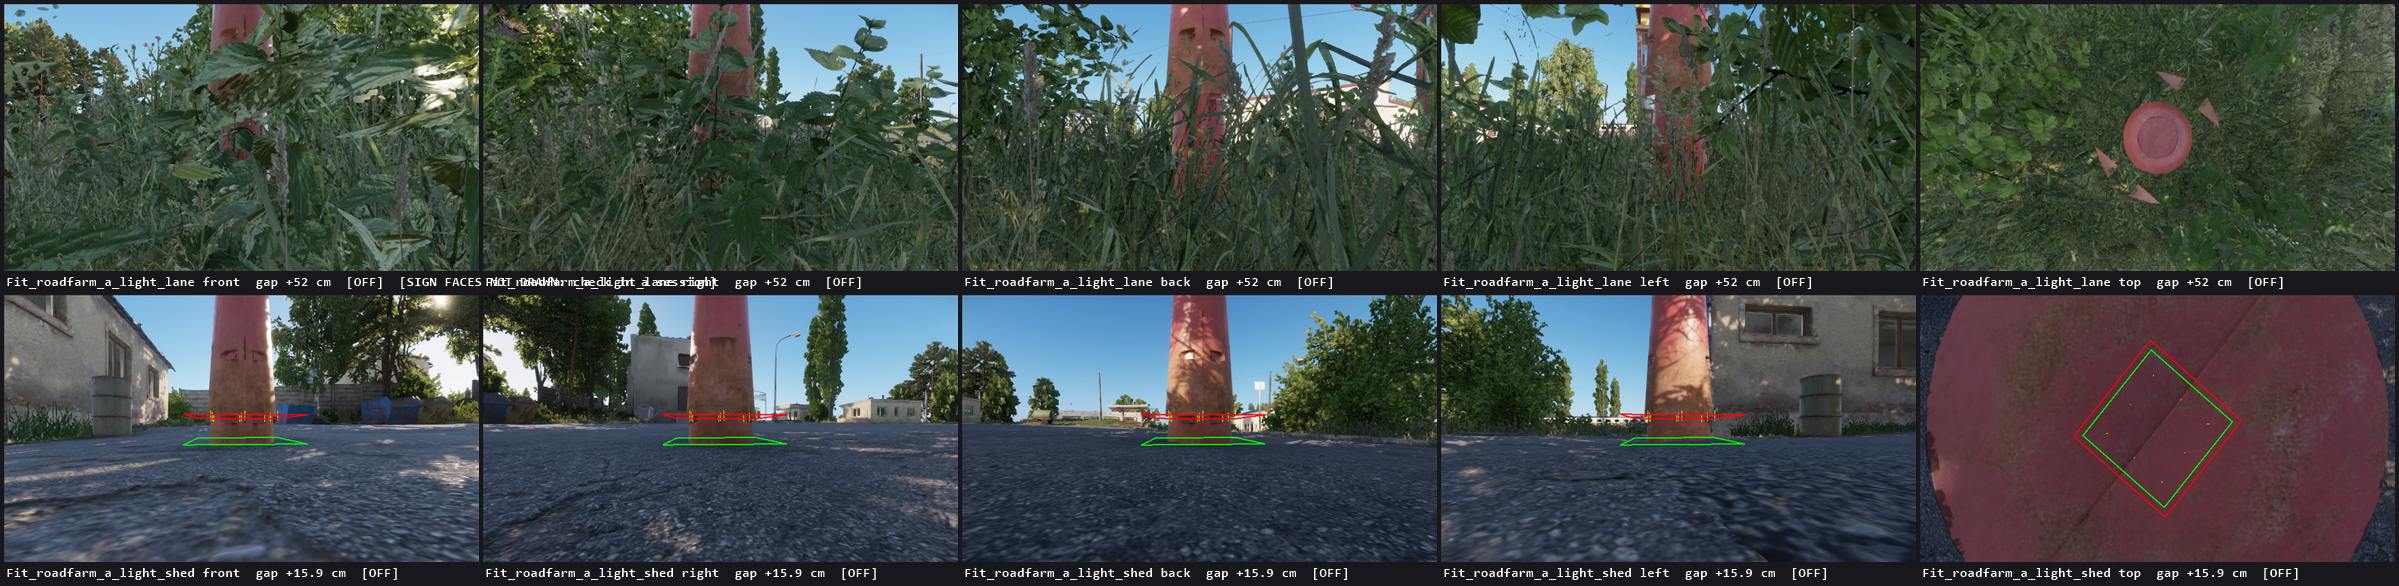 Fit_roadfarm_a_light_lane front  gap +52 cm  [OFF]  [SIGN FACES
gap +52 cm  [OFF]
Fit_roadfarm_a_light_lane back  gap +52 cm  [OFF]
Fit_roadfarm_a_light_lane left  gap +52 cm  [OFF]
Fit_roadfarm_a_light_lane top  gap +52 cm  [OFF]
Fit_roadfarm_a_light_shed front  gap +15.9 cm  [OFF]
Fit_roadfarm_a_light_shed right  gap +15.9 cm  [OFF]
Fit_roadfarm_a_light_shed back  gap +15.9 cm  [OFF]
Fit_roadfarm_a_light_shed left  gap +15.9 cm  [OFF]
Fit_roadfarm_a_light_shed top  gap +15.9 cm  [OFF]